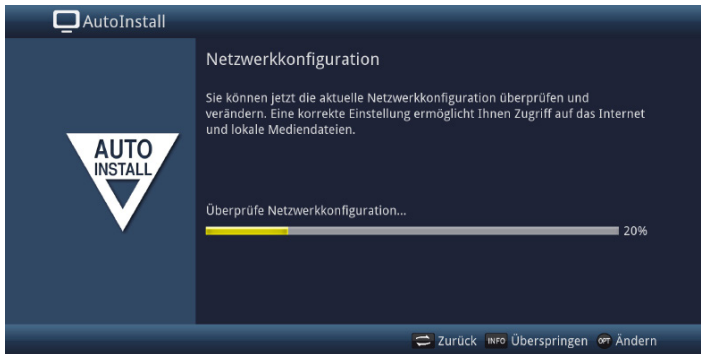 AutoInstall
Netzwerkkonfiguration
Sie können jetzt die aktuelle Netzwerkkonfiguration überprüfen und
verändern. Eine korrekte Einstellung ermöglicht Ihnen Zugriff auf das Internet
und lokale Mediendateien.
AUTO
INSTALL
Überprüfe Netzwerkkonfiguration...
20%
Zurück INFO Überspringen OPT Ändern